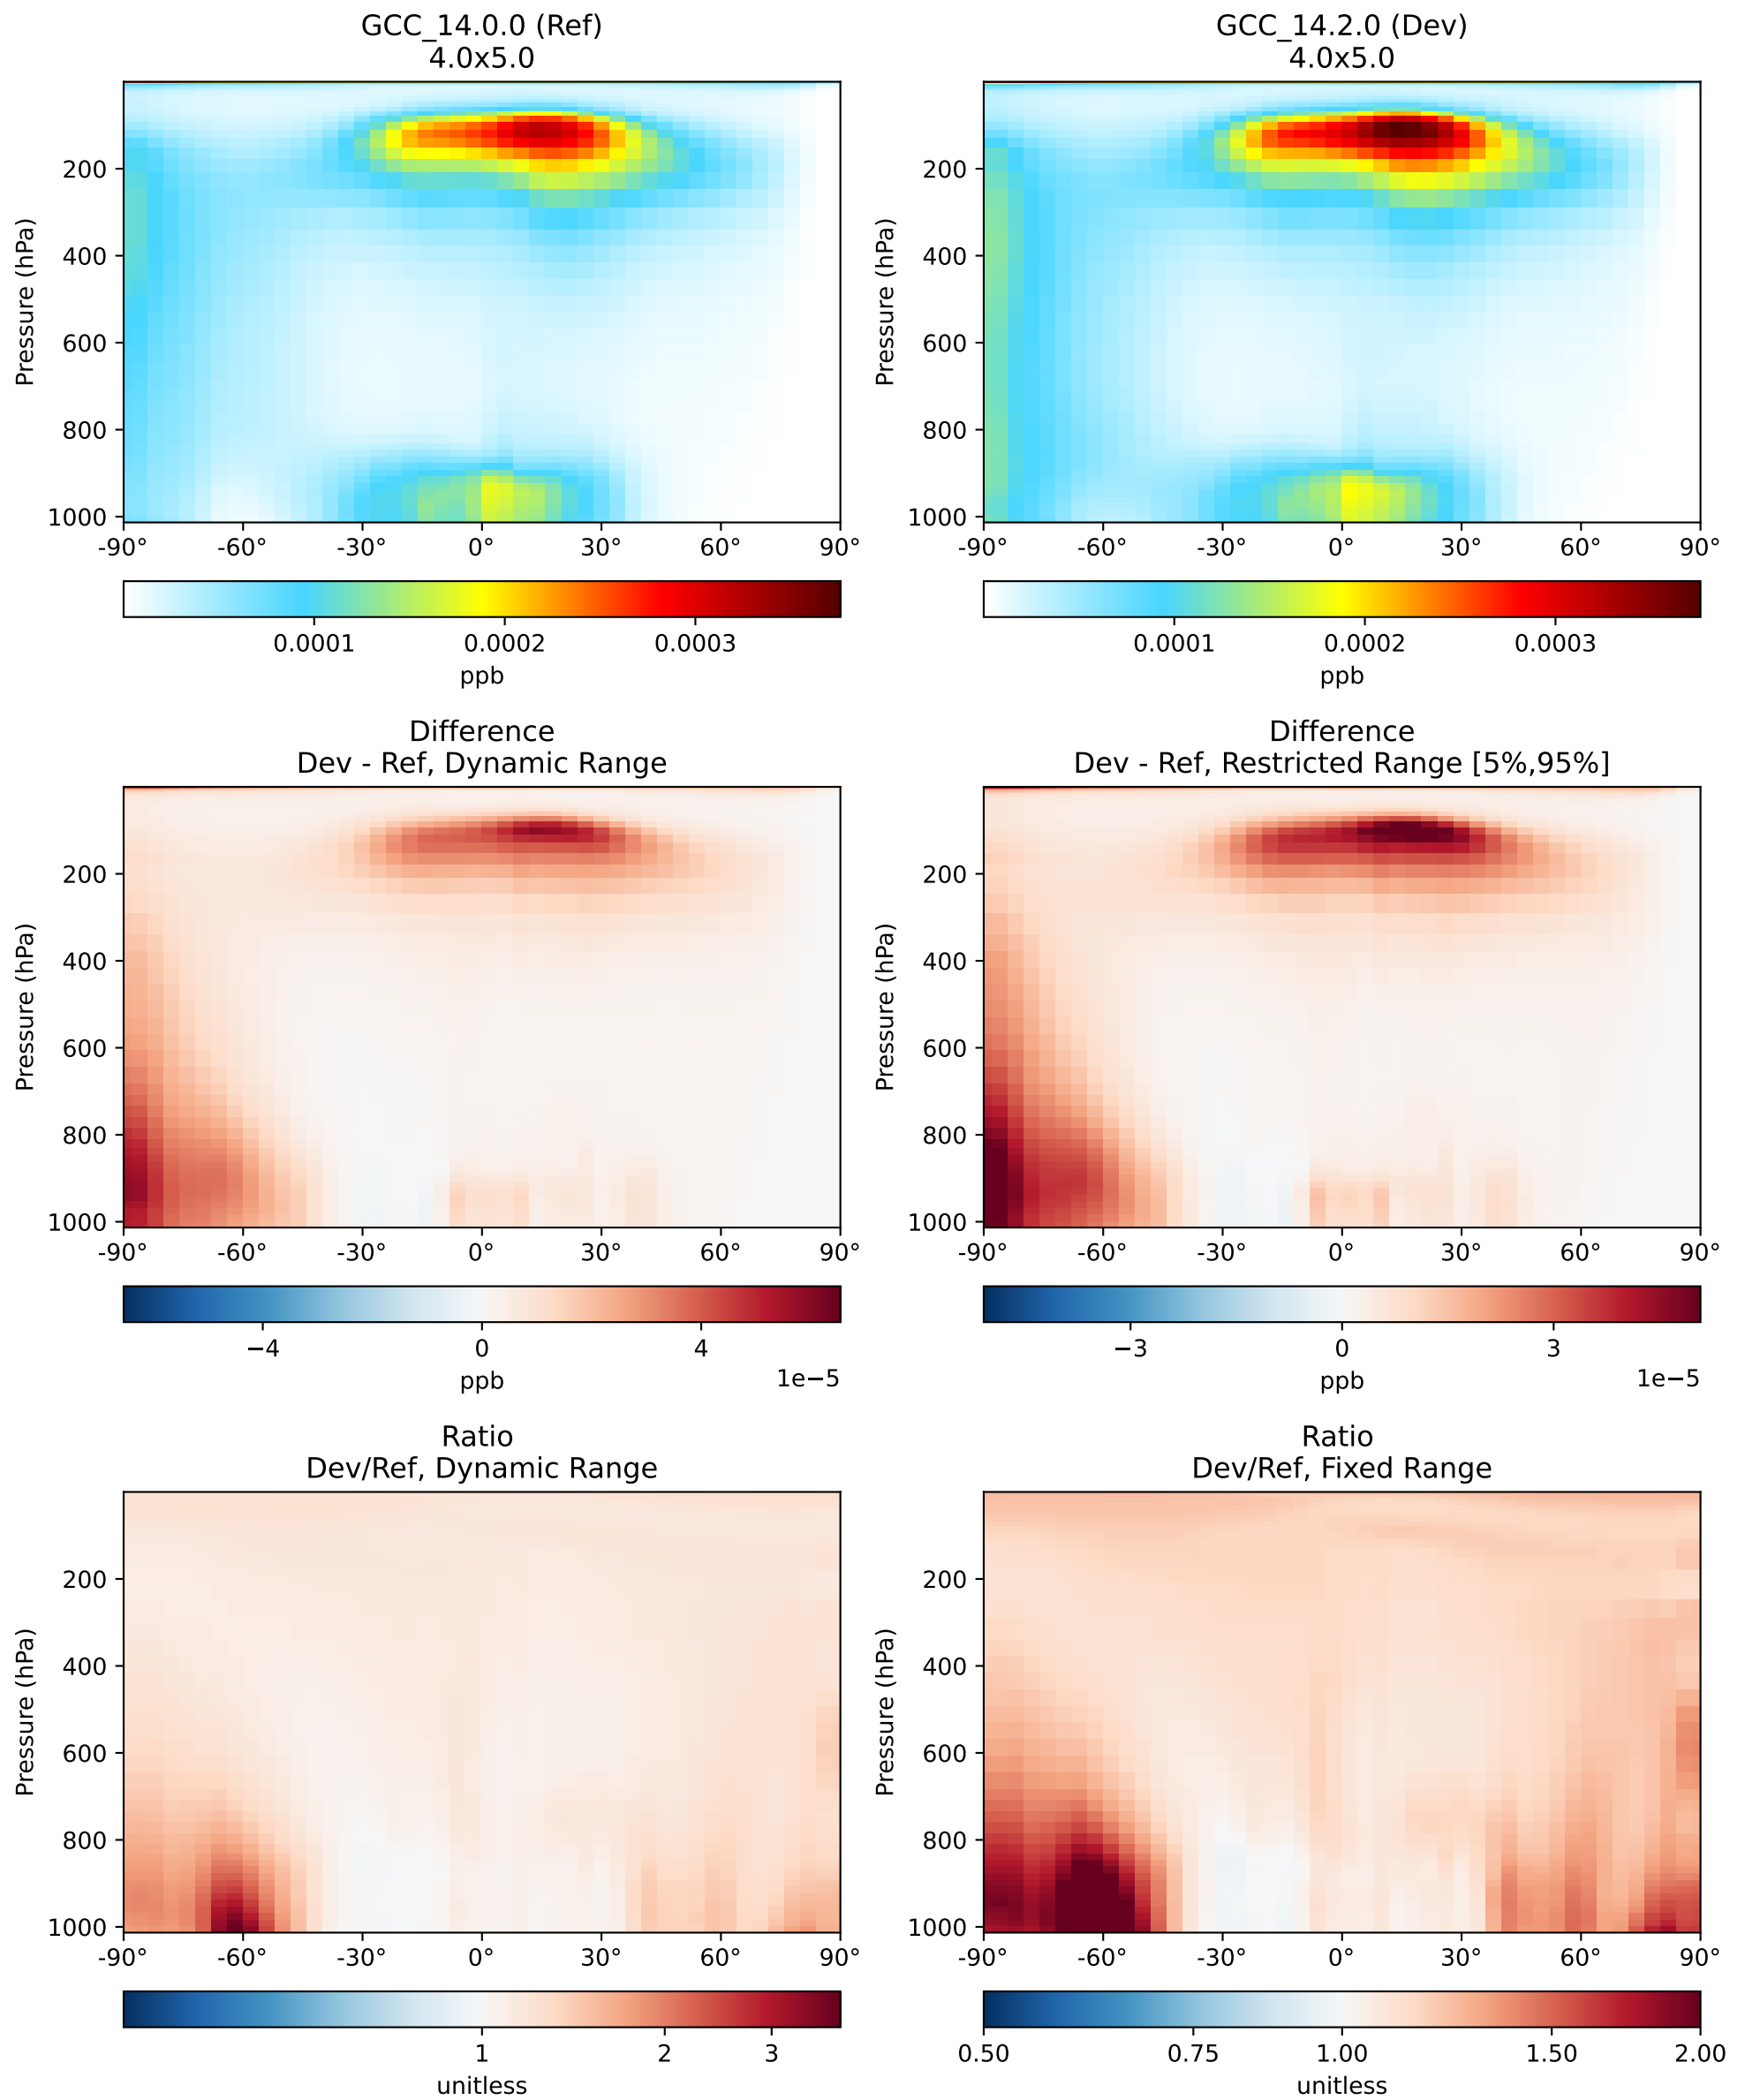 GCC_14.0.0 (Ref)
4.0x5.0
Pressure (hPa)
200
400
600
800
1000
-90° -60° -30° 0° 30° 60° 90°
0.0001 0.0002 0.0003
ppb
GCC_14.2.0 (Dev)
4.0x5.0
Pressure (hPa)
200
400
600
800
1000
-90° -60° -30° 0° 30° 60° 90°
0.0001 0.0002 0.0003
ppb
Difference
Dev - Ref, Dynamic Range
Pressure (hPa)
200
400
600
800
1000
-90° -60° -30° 0° 30° 60° 90°
−4 0 4
ppb 1e−5
Difference
Dev - Ref, Restricted Range [5%,95%]
Pressure (hPa)
200
400
600
800
1000
-90° -60° -30° 0° 30° 60° 90°
−3 0 3
ppb 1e−5
Ratio
Dev/Ref, Dynamic Range
Pressure (hPa)
200
400
600
800
1000
-90° -60° -30° 0° 30° 60° 90°
1 2 3
unitless
Ratio
Dev/Ref, Fixed Range
Pressure (hPa)
200
400
600
800
1000
-90° -60° -30° 0° 30° 60° 90°
0.50 0.75 1.00 1.50 2.00
unitless